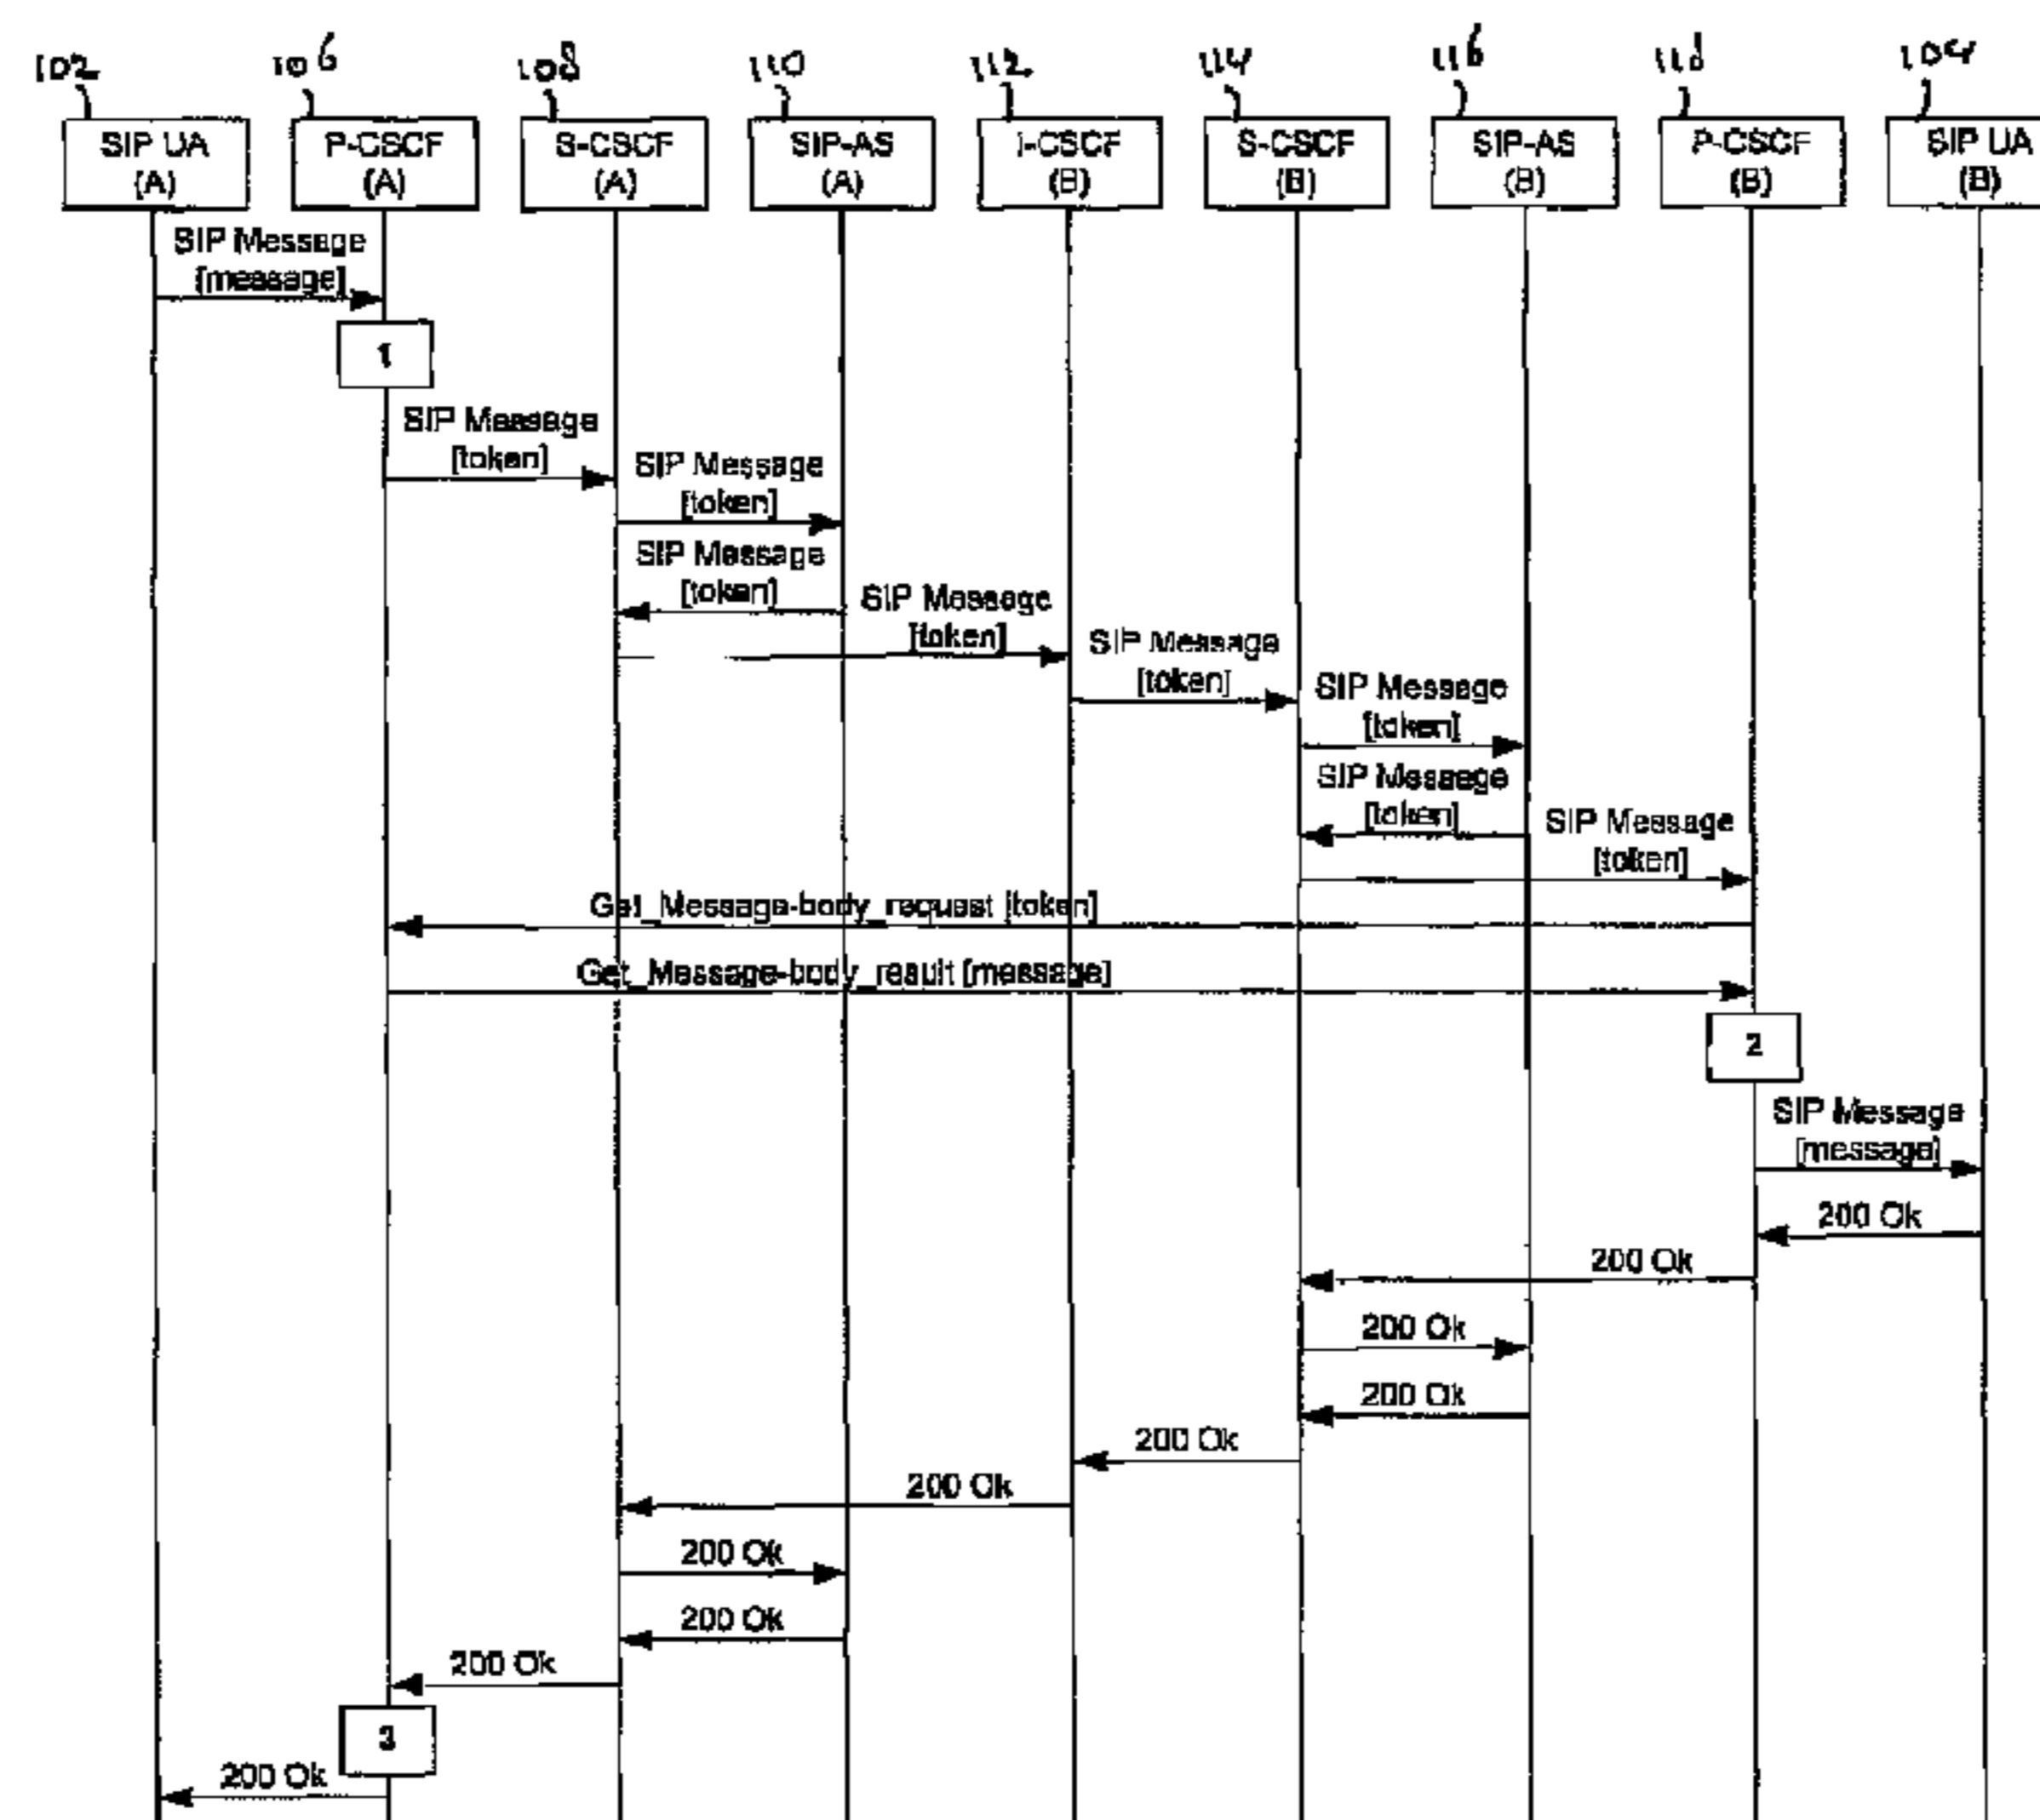 102 106 108 110 112 114 116 118 104
SIP UA
(A)
P-CSCF
(A)
S-CSCF
(A)
SIP-AS
(A)
I-CSCF
(B)
S-CSCF
(B)
SIP-AS
(B)
P-CSCF
(B)
SIP UA
(B)
SIP Message
[message]
1
SIP Message
[token]
SIP Message
[token]
SIP Message
[token]
SIP Message
[token]
SIP Message
[token]
SIP Message
[token]
SIP Message
[token]
SIP Message
[token]
Get_Message-body_request [token]
Get_Message-body_result [message]
2
SIP Message
[message]
200 Ok
200 Ok
200 Ok
200 Ok
200 Ok
200 Ok
200 Ok
200 Ok
200 Ok
3
200 Ok